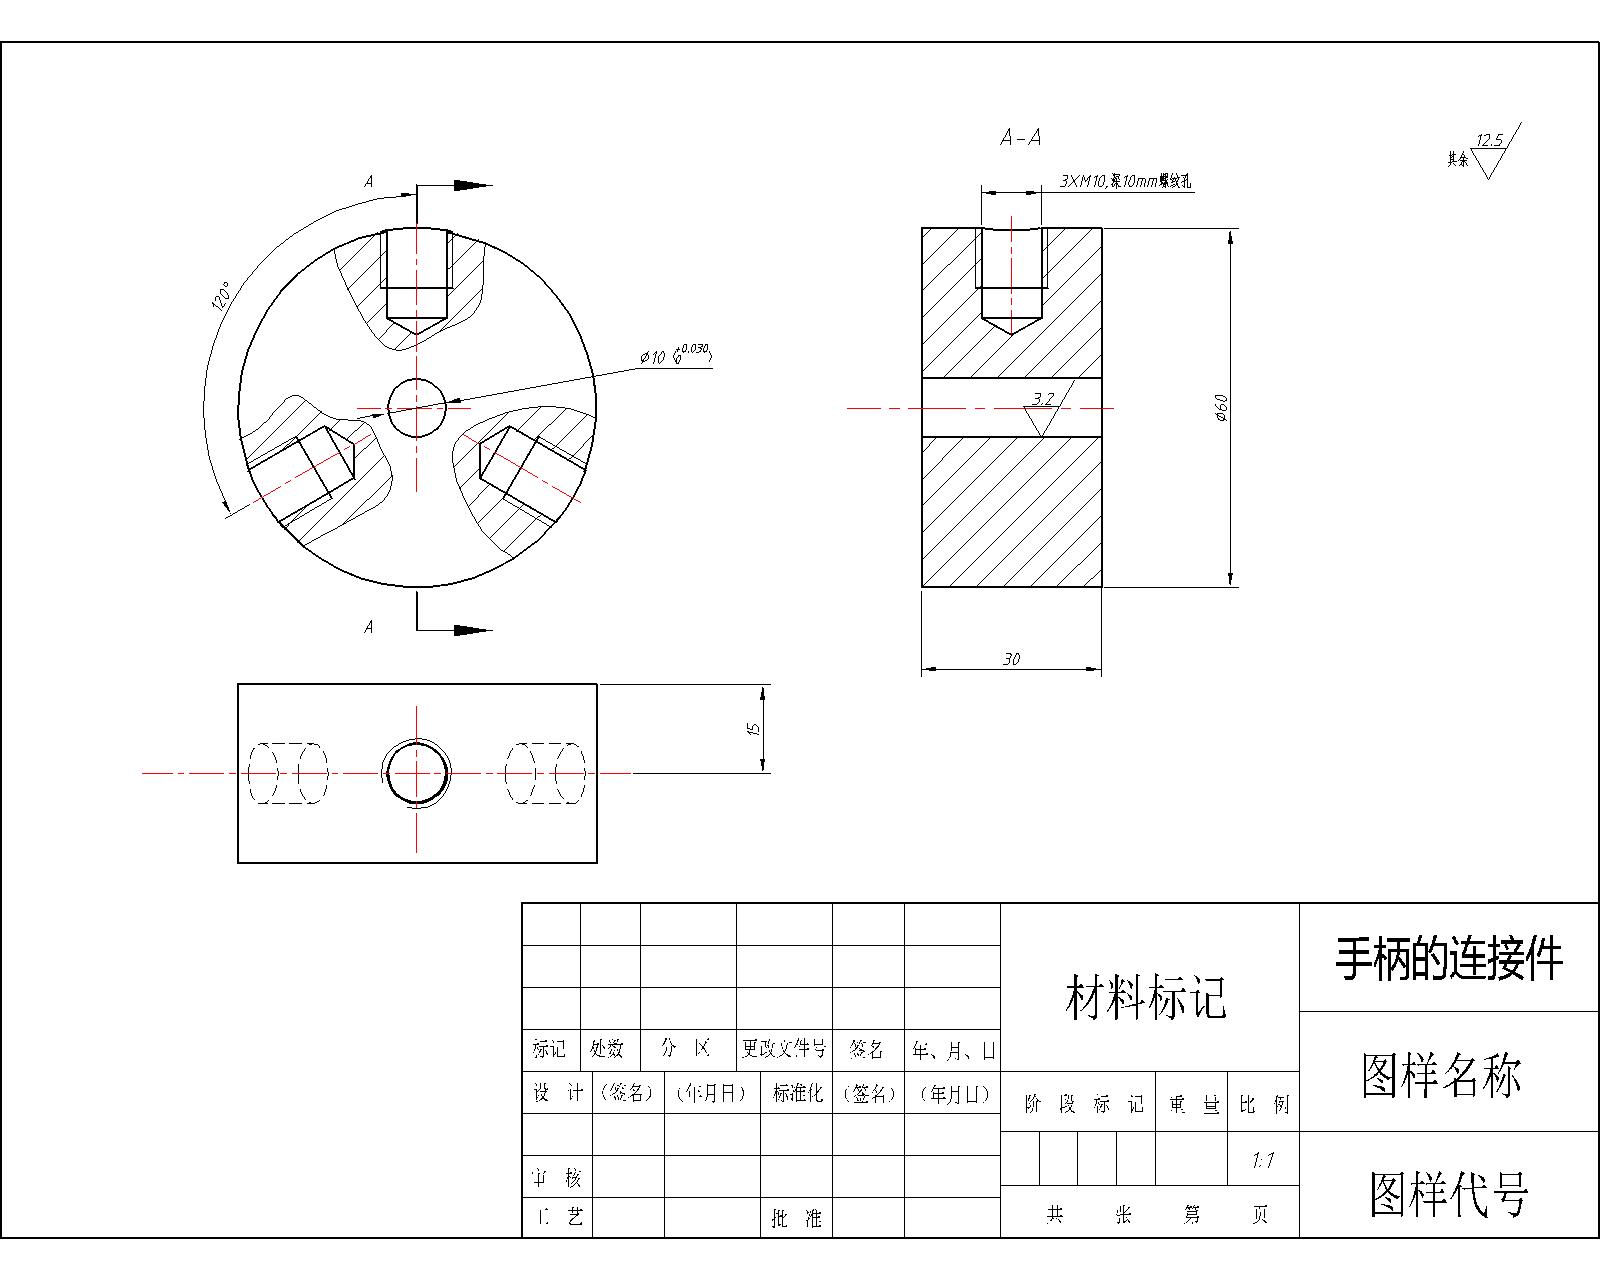 A-A
12.5
其余
A
3XM10,深10mm螺纹孔
120°
Ø10 (+0.030 0)
3.2
Ø60
A
30
15
手柄的连接件
材料标记
标记 处数 分 区 更改文件号 签名 年、月、日
图样名称
设 计 (签名) (年月日) 标准化 (签名) (年月日)
阶 段 标 记 重 量 比 例
1:1
审 核
图样代号
工 艺 批 准
共 张 第 页